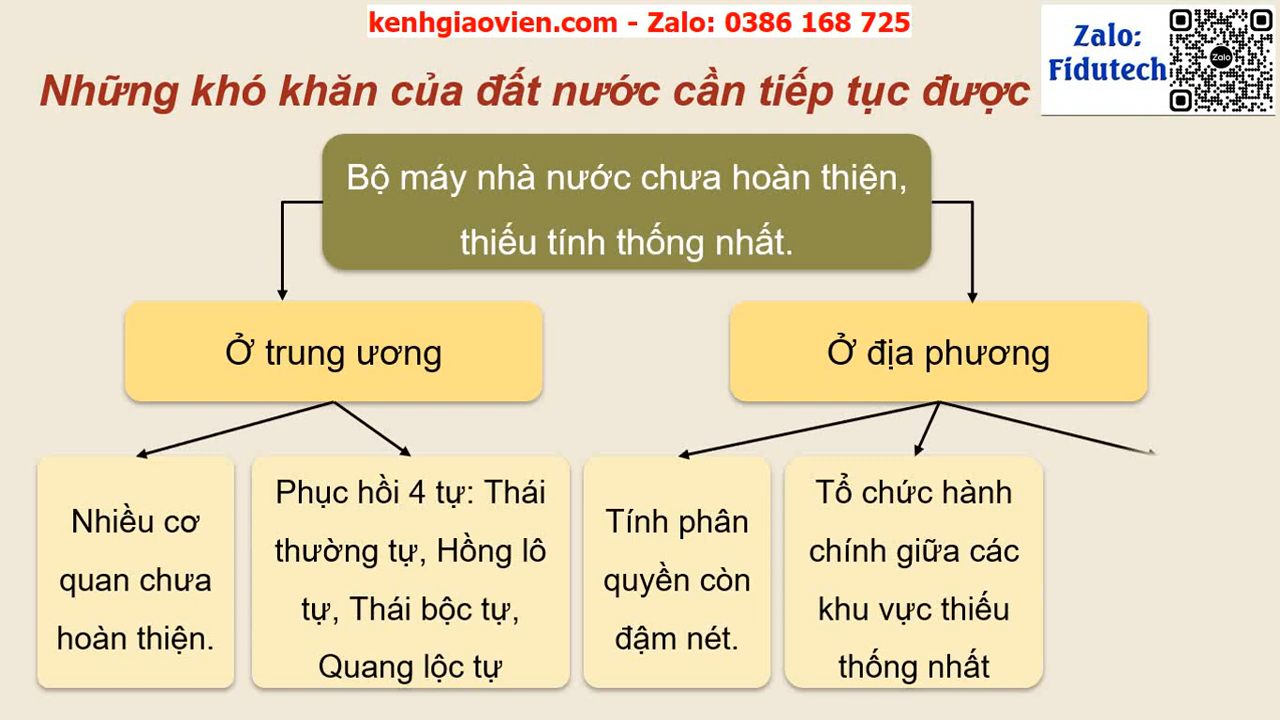 kenhgiaovien.com - Zalo: 0386 168 725
Zalo:
Fidutech
Zalo
Những khó khăn của đất nước cần tiếp tục được
Bộ máy nhà nước chưa hoàn thiện,
thiếu tính thống nhất.
Ở trung ương
Ở địa phương
Nhiều cơ
quan chưa
hoàn thiện.
Phục hồi 4 tự: Thái
thường tự, Hồng lô
tự, Thái bộc tự,
Quang lộc tự
Tính phân
quyền còn
đậm nét.
Tổ chức hành
chính giữa các
khu vực thiếu
thống nhất